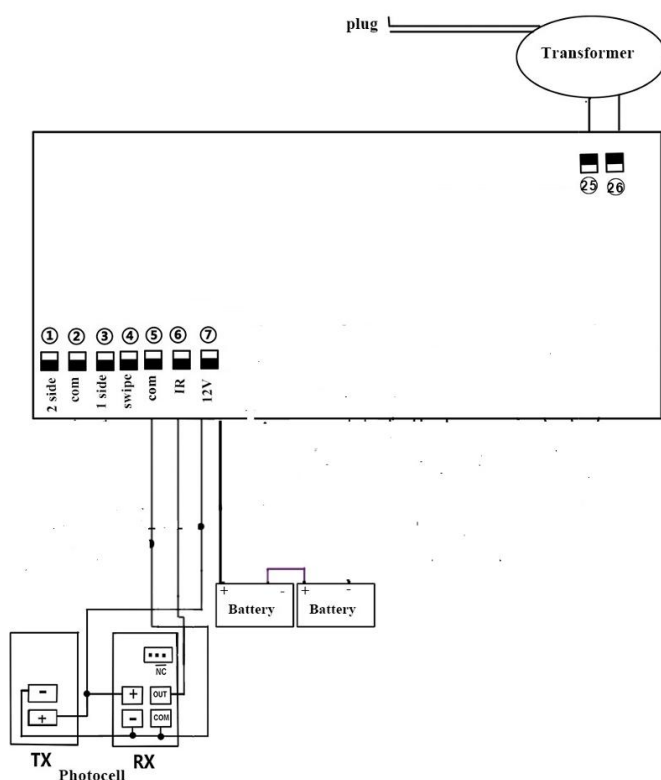 plug
Transformer
25 26
① ② ③ ④ ⑤ ⑥ ⑦
2 side
com
1 side
swipe
com
IR
12V
+ - + -
Battery Battery
NC
- + OUT
+ - COM
TX RX
Photocell